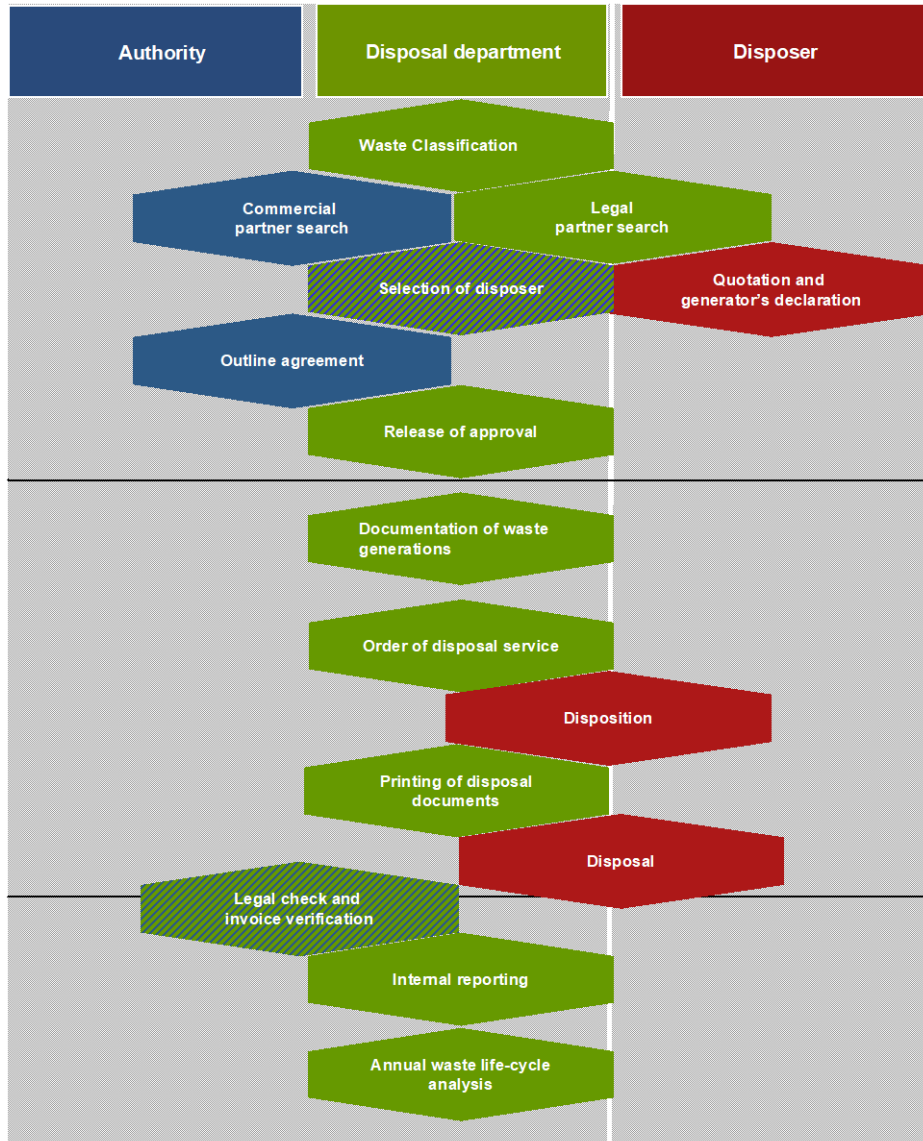 Authority
Disposal department
Disposer
Waste Classification
Commercial
partner search
Legal
partner search
Selection of disposer
Quotation and
generator’s declaration
Outline agreement
Release of approval
Documentation of waste
generations
Order of disposal service
Disposition
Printing of disposal
documents
Disposal
Legal check and
invoice verification
Internal reporting
Annual waste life-cycle
analysis